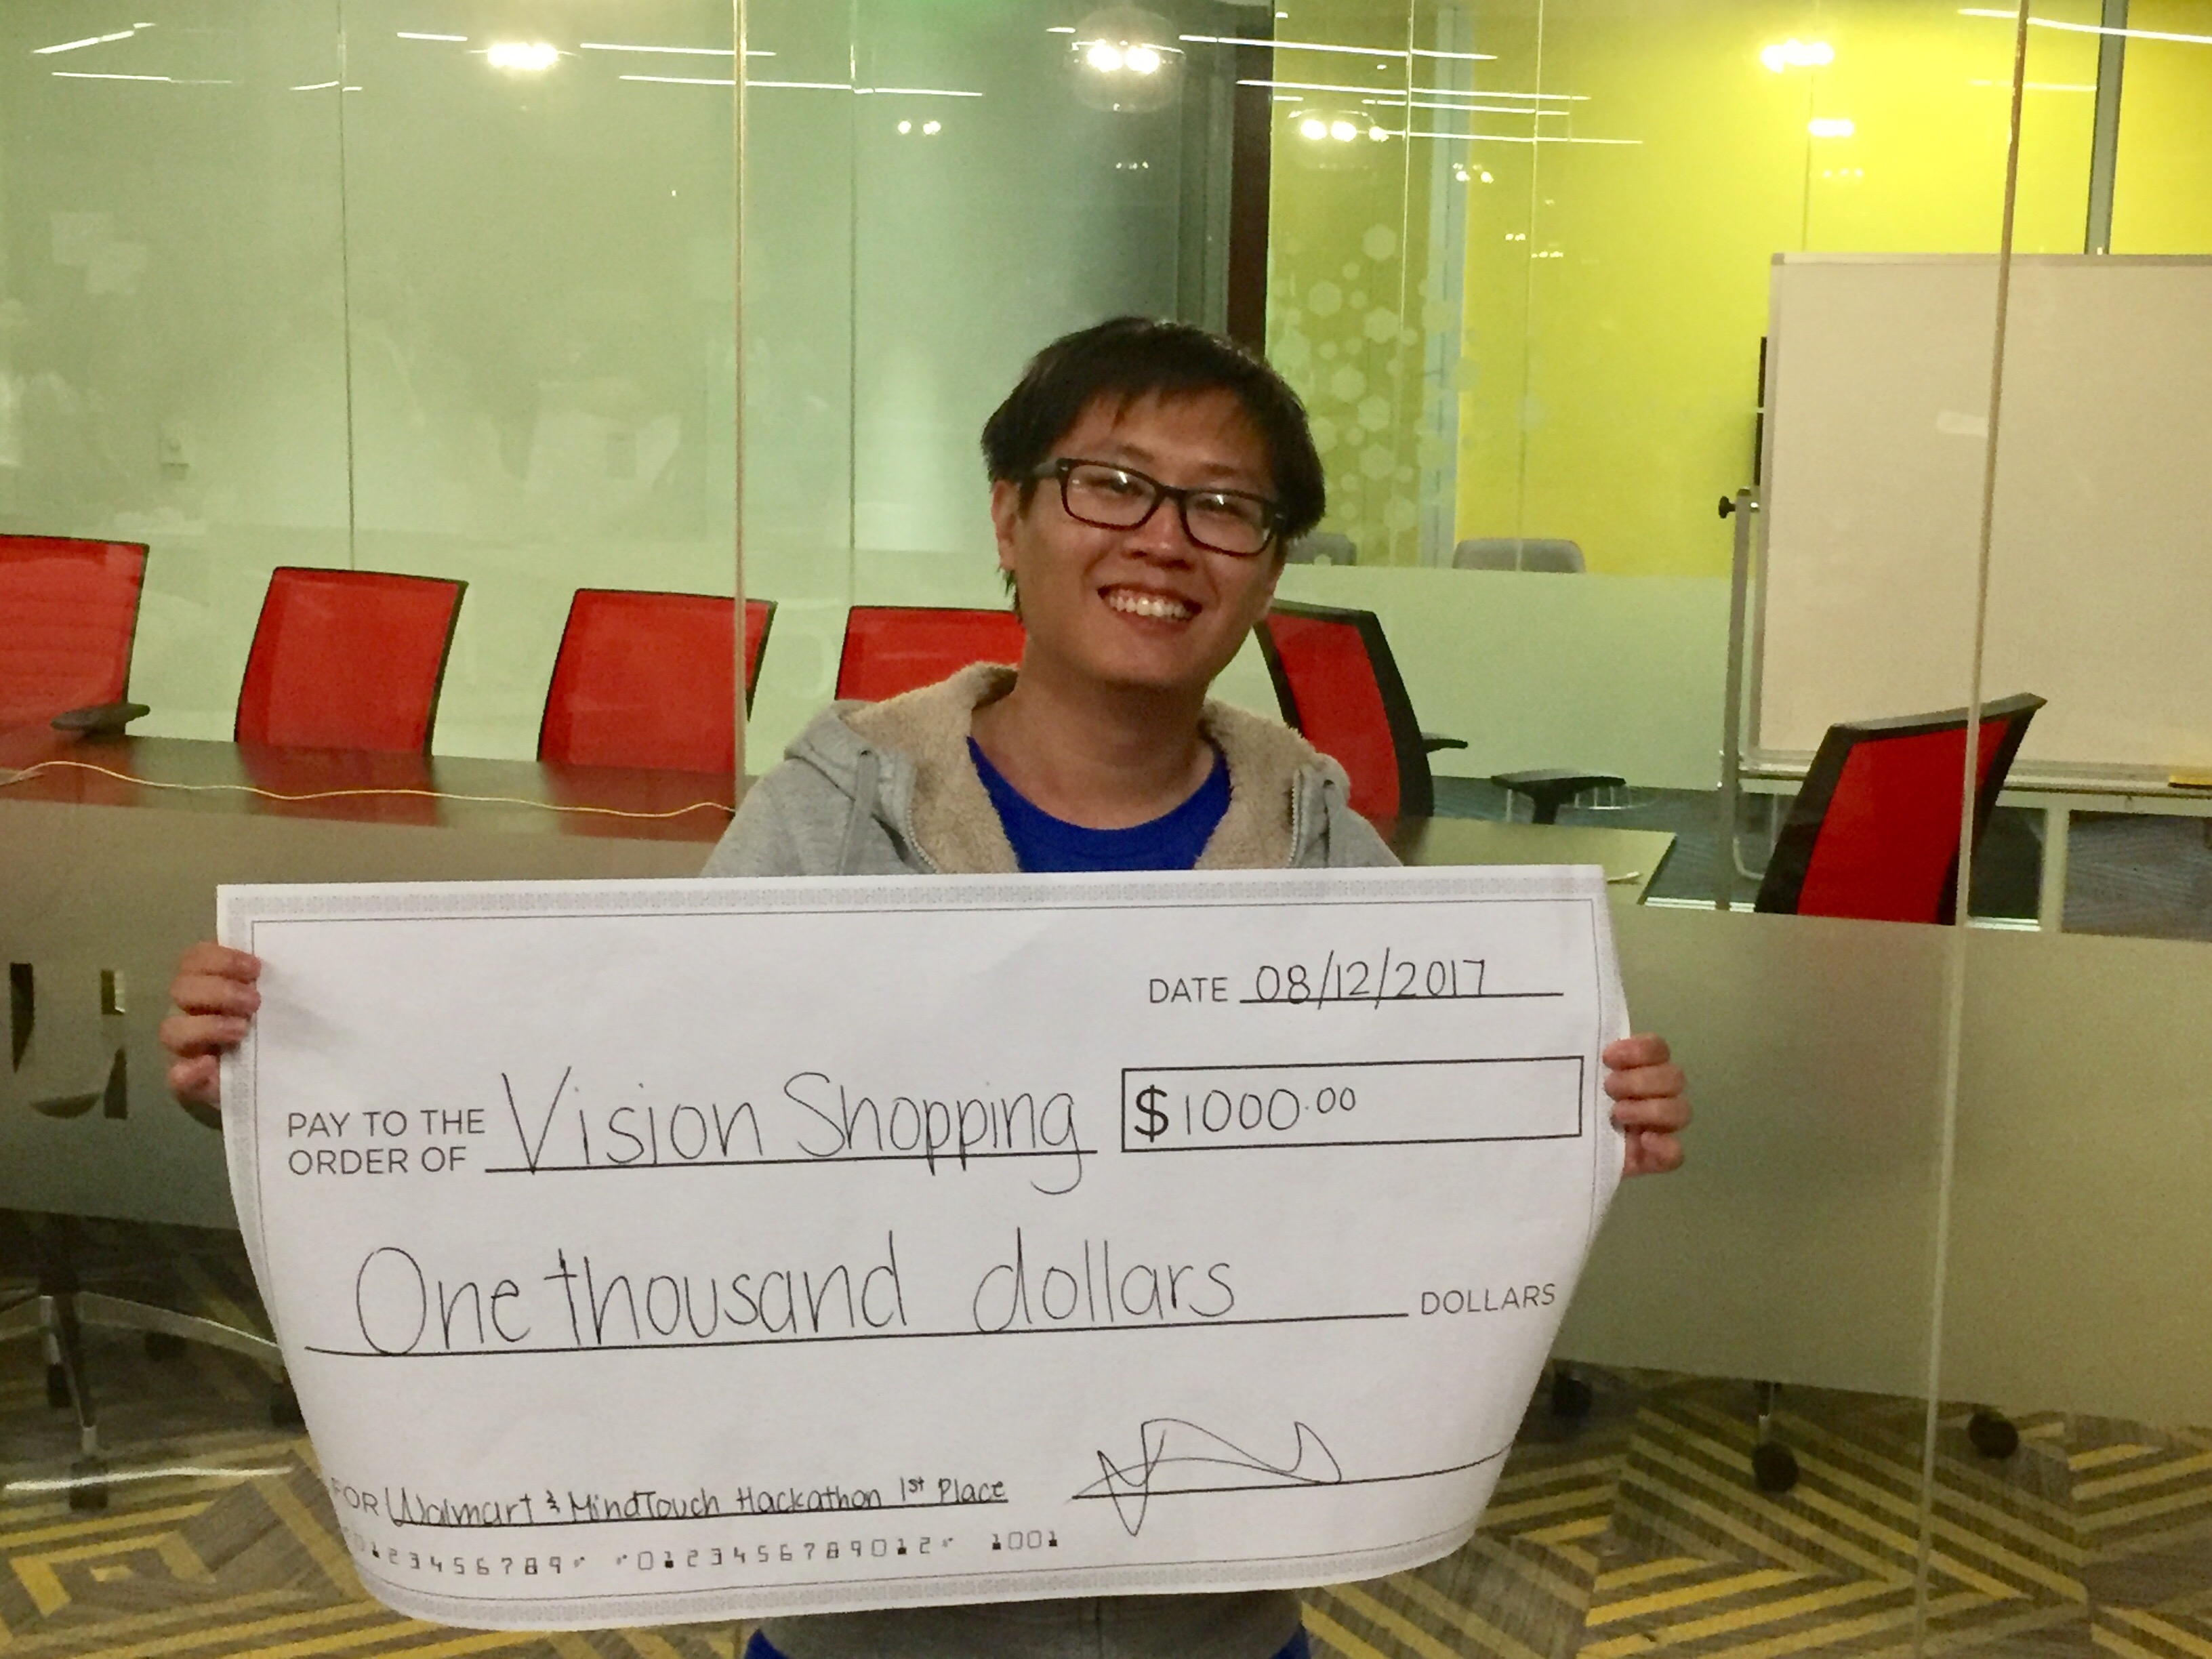 DATE 08/12/2017
PAY TO THE ORDER OF Vision Shopping $1000.00
One thousand dollars DOLLARS
FOR Walmart & MindTouch Hackathon 1st Place
0123456789 0123456789012 1001